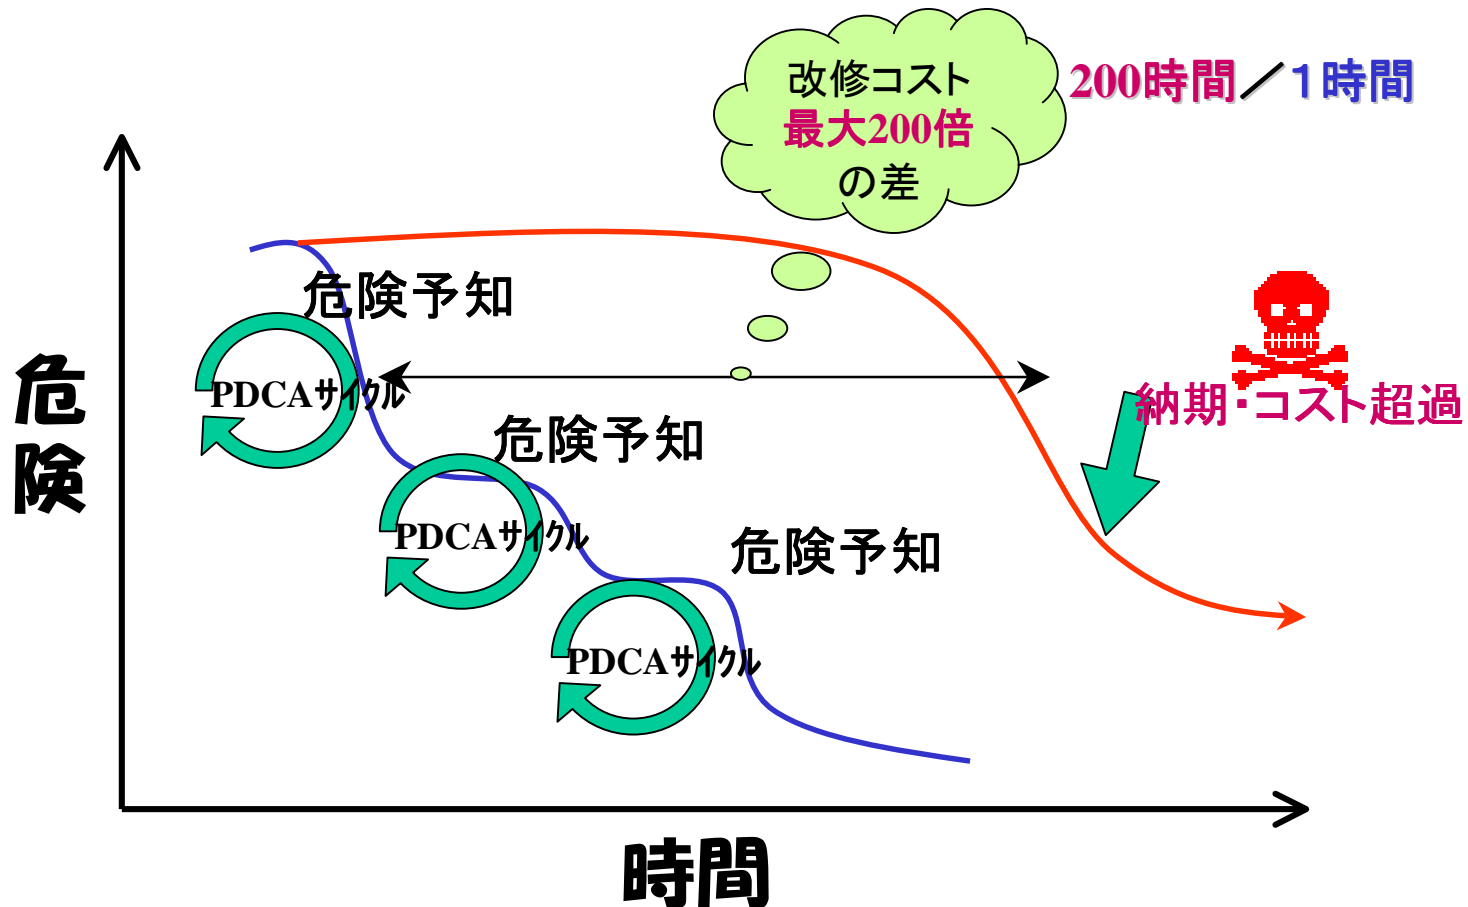 改修コスト
最大200倍
の差
200時間／１時間
危険予知
PDCAサイクル
納期・コスト超過
危険
危険予知
PDCAサイクル
危険予知
PDCAサイクル
時間